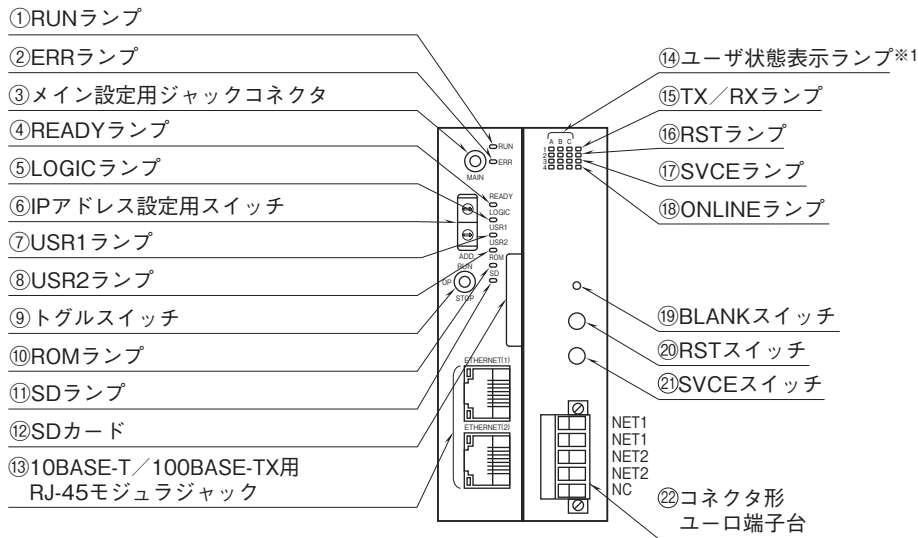 ①RUNランプ
②ERRランプ
③メイン設定用ジャックコネクタ
④READYランプ
⑤LOGICランプ
⑥IPアドレス設定用スイッチ
⑦USR1ランプ
⑧USR2ランプ
⑨トグルスイッチ
⑩ROMランプ
⑪SDランプ
⑫SDカード
⑬10BASE-T／100BASE-TX用
RJ-45モジュラジャック
RUN
ERR
MAIN
READY
LOGIC
USR1
USR2
ADD
ROM
RUN
SD
OP
STOP
ETHERNET(1)
ETHERNET(2)
A B C
1
2
3
4
NET1
NET1
NET2
NET2
NC
⑭ユーザ状態表示ランプ※1
⑮TX／RXランプ
⑯RSTランプ
⑰SVCEランプ
⑱ONLINEランプ
⑲BLANKスイッチ
⑳RSTスイッチ
㉑SVCEスイッチ
㉒コネクタ形
ユーロ端子台